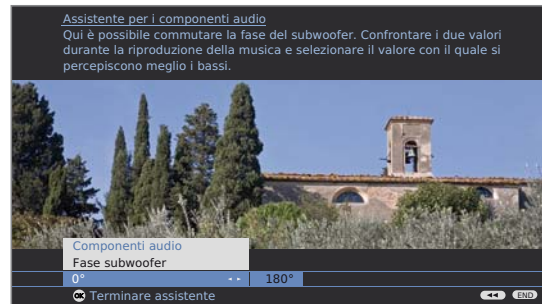 Assistente per i componenti audio
Qui è possibile commutare la fase del subwoofer. Confrontare i due valori
durante la riproduzione della musica e selezionare il valore con il quale si
percepiscono meglio i bassi.
Componenti audio
Fase subwoofer
0° 180°
OK Terminare assistente
END